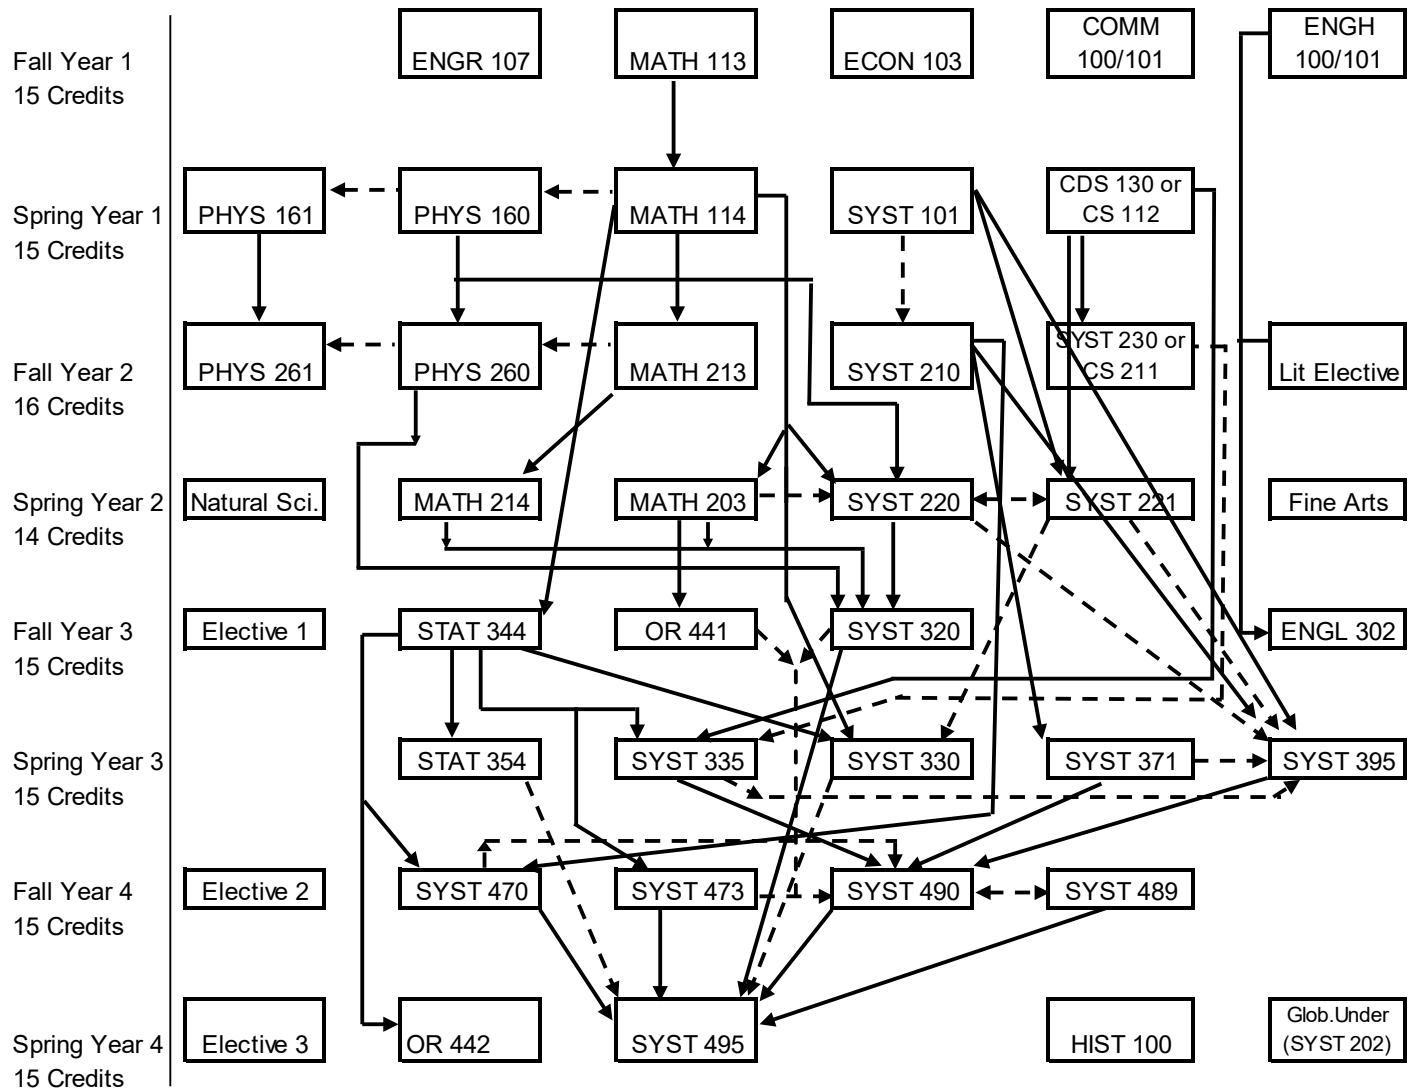 Fall Year 1
15 Credits
ENGR 107
MATH 113
ECON 103
COMM
100/101
ENGH
100/101
Spring Year 1
15 Credits
PHYS 161
PHYS 160
MATH 114
SYST 101
CDS 130 or
CS 112
Fall Year 2
16 Credits
PHYS 261
PHYS 260
MATH 213
SYST 210
SYST 230 or
CS 211
Lit Elective
Spring Year 2
14 Credits
Natural Sci.
MATH 214
MATH 203
SYST 220
SYST 221
Fine Arts
Fall Year 3
15 Credits
Elective 1
STAT 344
OR 441
SYST 320
ENGL 302
Spring Year 3
15 Credits
STAT 354
SYST 335
SYST 330
SYST 371
SYST 395
Fall Year 4
15 Credits
Elective 2
SYST 470
SYST 473
SYST 490
SYST 489
Spring Year 4
15 Credits
Elective 3
OR 442
SYST 495
HIST 100
Glob.Under
(SYST 202)